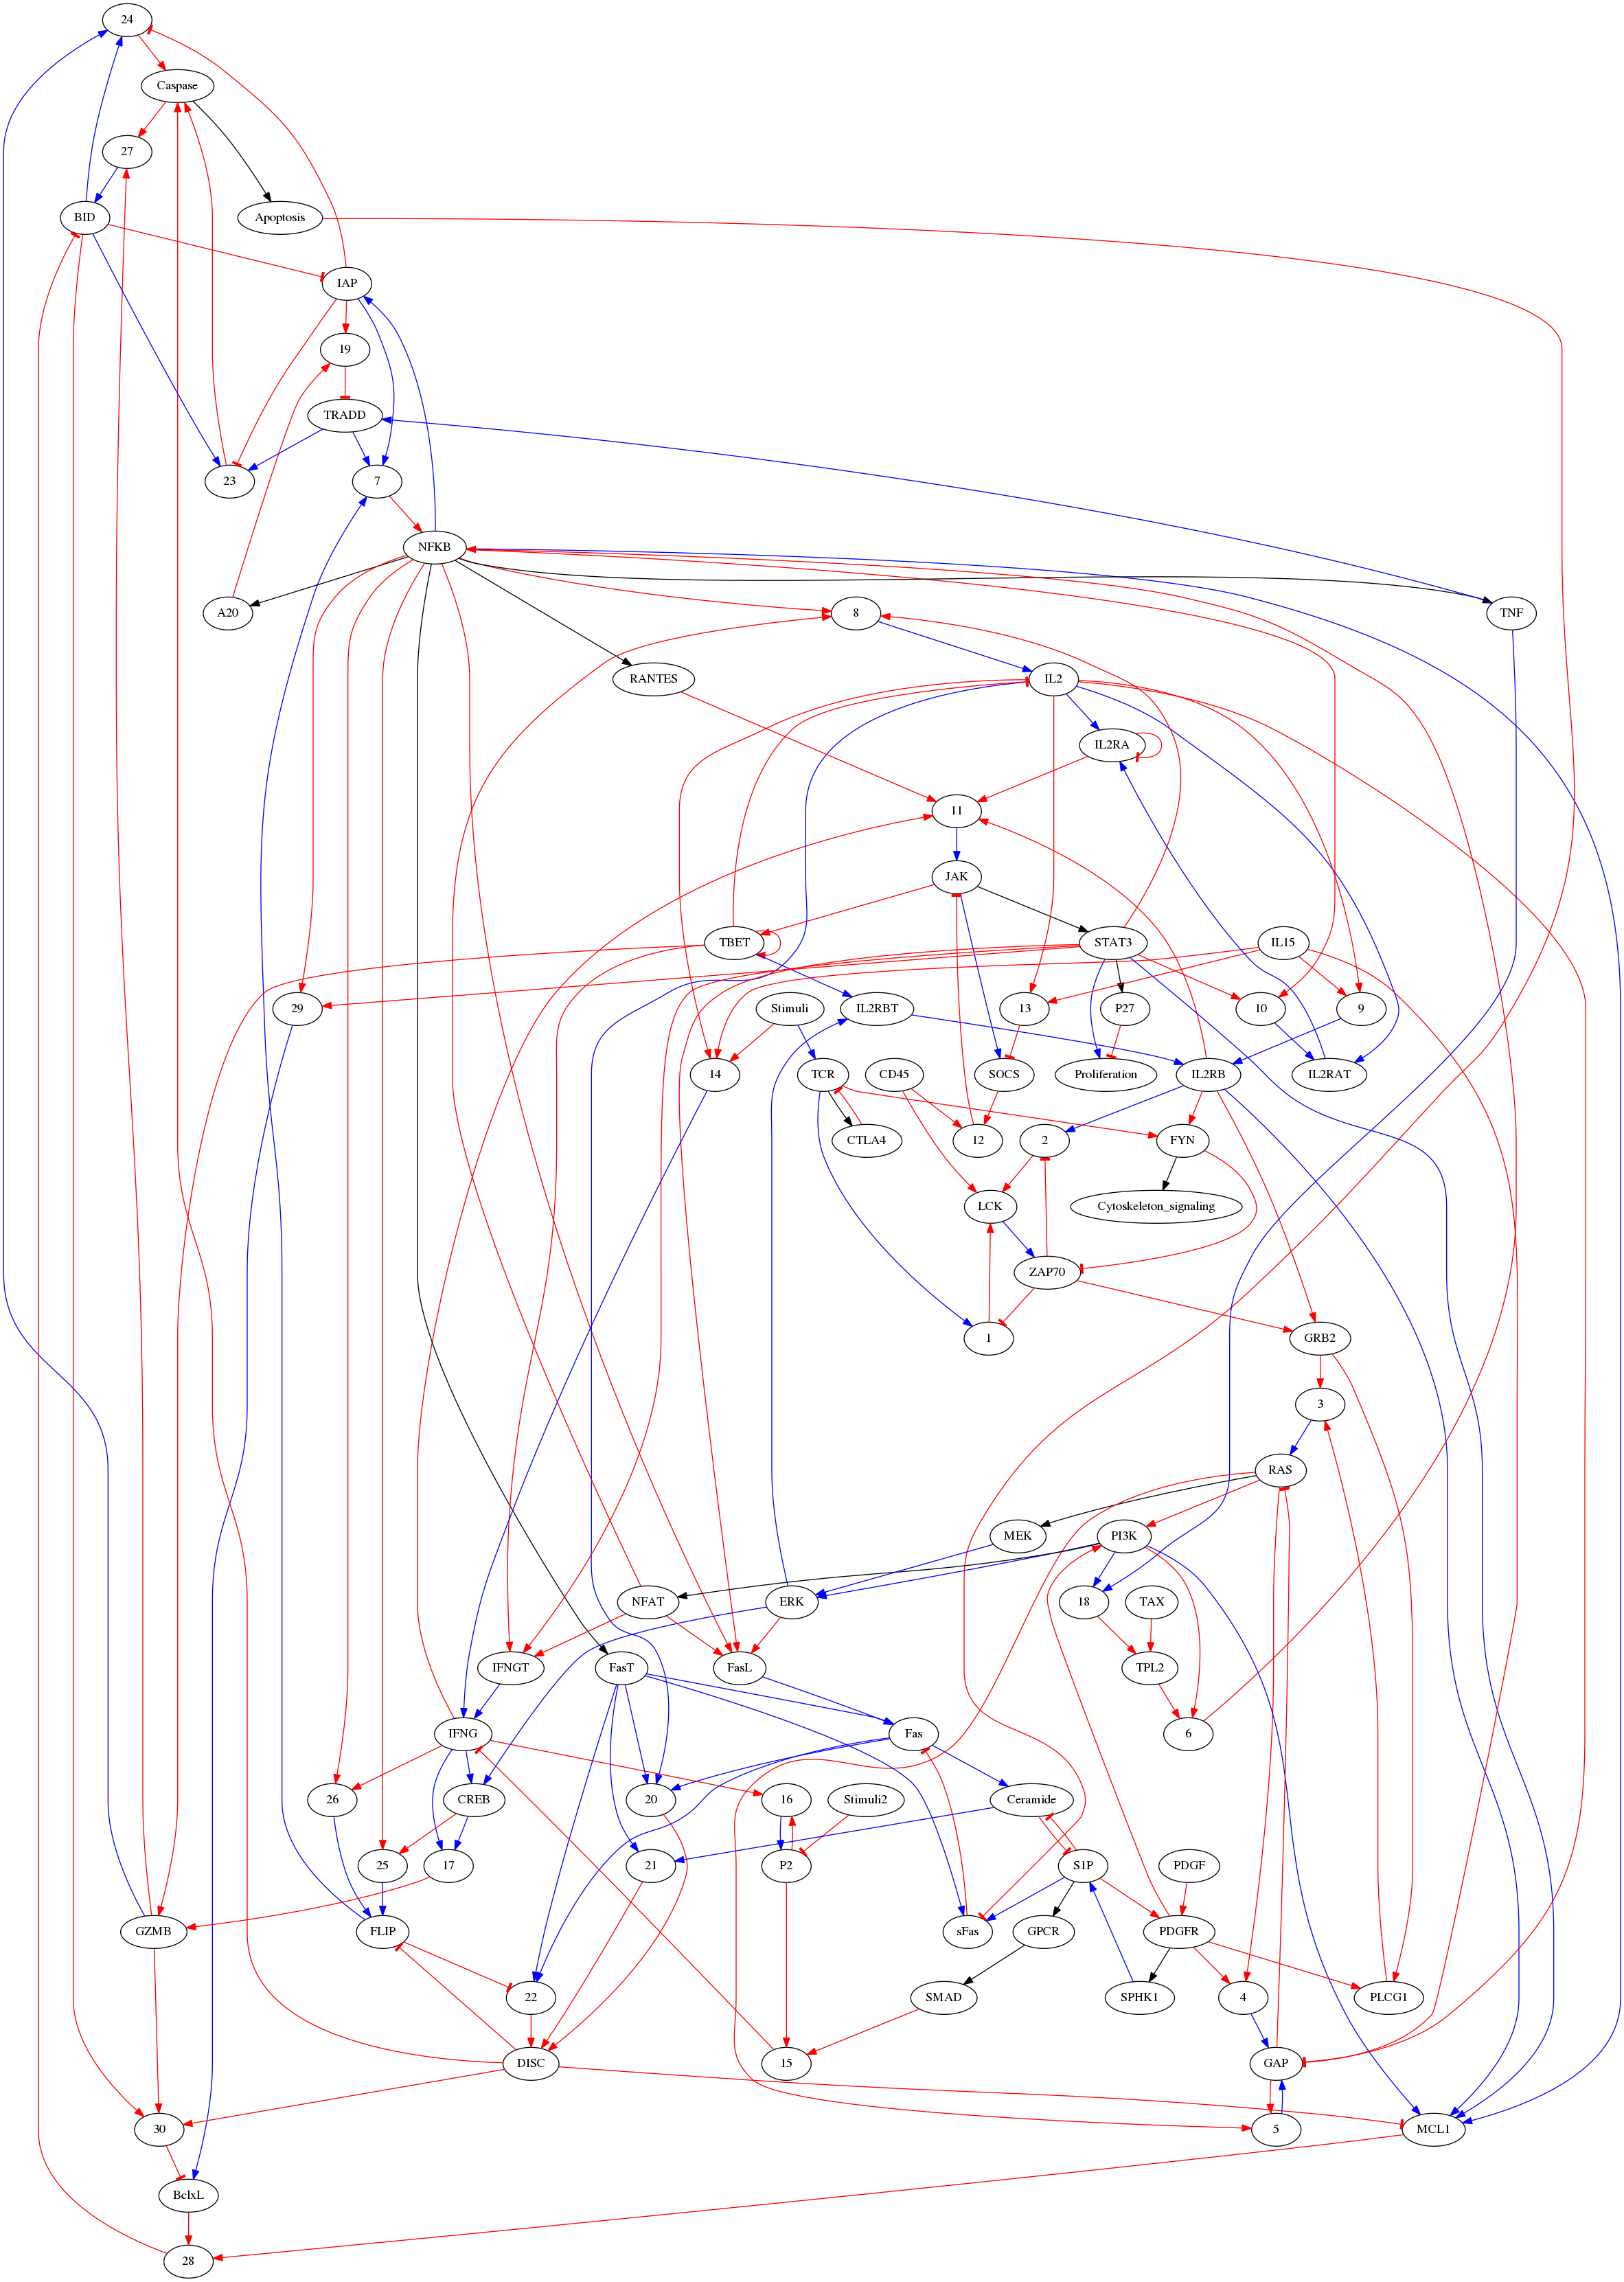 24
Caspase
27
BID
Apoptosis
IAP
19
TRADD
23
7
NFKB
A20
8
TNF
RANTES
IL2
IL2RA
11
JAK
TBET
STAT3
IL15
29
Stimuli
IL2RBT
13
P27
10
9
14
TCR
CD45
SOCS
Proliferation
IL2RB
IL2RAT
CTLA4
12
2
FYN
LCK
Cytoskeleton_signaling
ZAP70
1
GRB2
3
RAS
MEK
PI3K
NFAT
ERK
18
TAX
IFNGT
FasT
FasL
TPL2
IFNG
Fas
6
26
CREB
20
16
Stimuli2
Ceramide
25
17
21
P2
S1P
PDGF
GZMB
FLIP
sFas
GPCR
PDGFR
22
SMAD
SPHK1
4
PLCG1
DISC
15
GAP
30
5
MCL1
BclxL
28